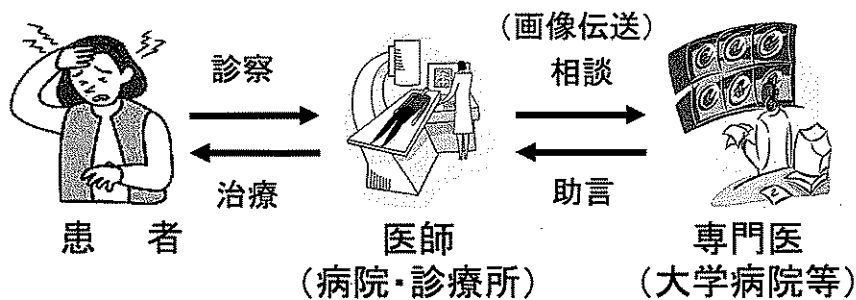 (画像伝送)
診察
相談
治療
助言
患 者
医師
専門医
(病院・診療所)
(大学病院等)